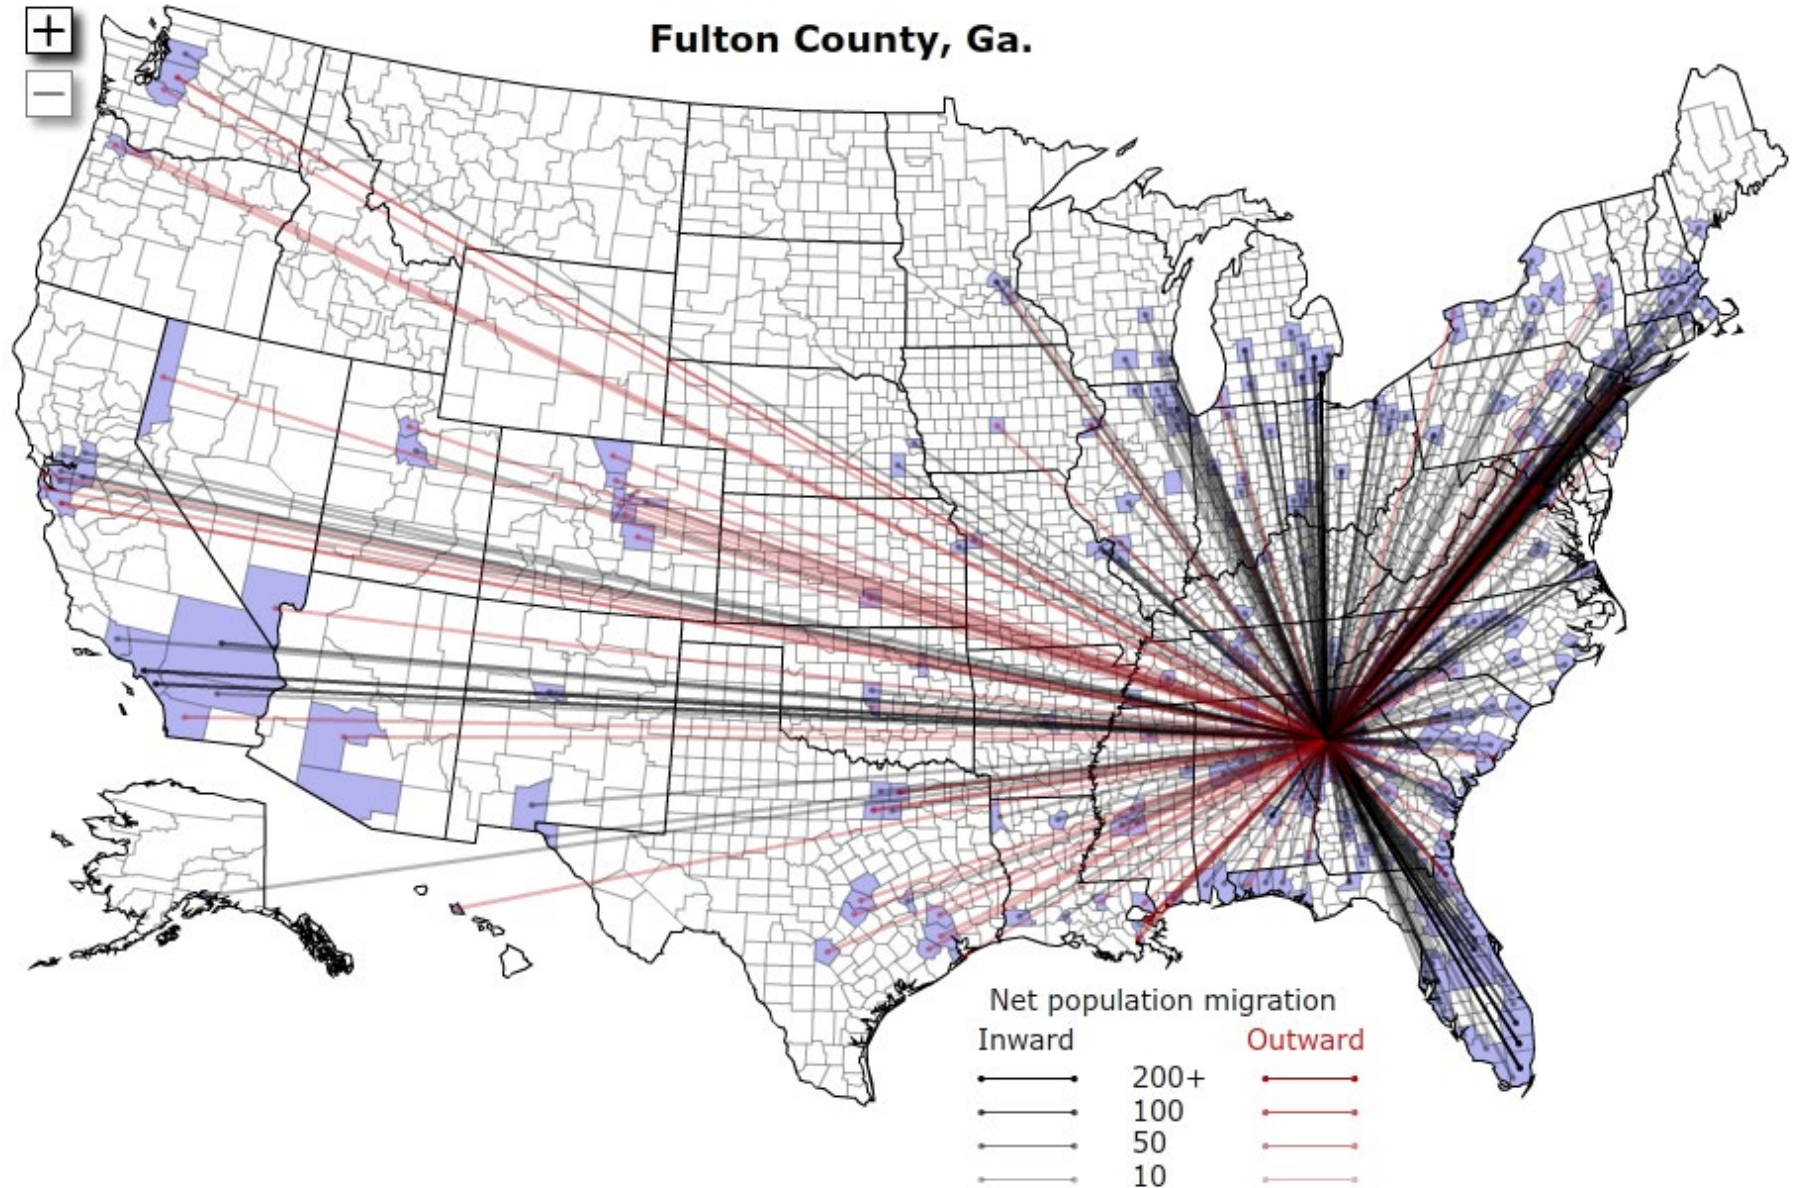 +
Fulton County, Ga.
−
Net population migration
Inward Outward
200+
100
50
10